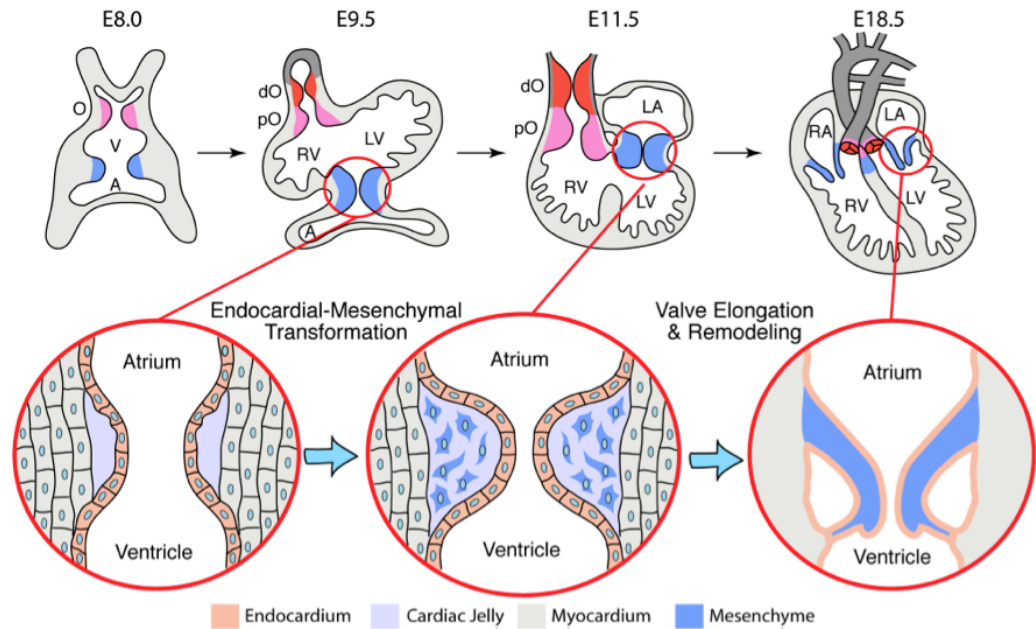 E8.0
E9.5
E11.5
E18.5
O
V
A
dO
pO
RV
LV
A
dO
pO
LA
RV
LV
RA
LA
RV
LV
Endocardial-Mesenchymal
Transformation
Valve Elongation
& Remodeling
Atrium
Ventricle
Atrium
Ventricle
Atrium
Ventricle
Endocardium
Cardiac Jelly
Myocardium
Mesenchyme